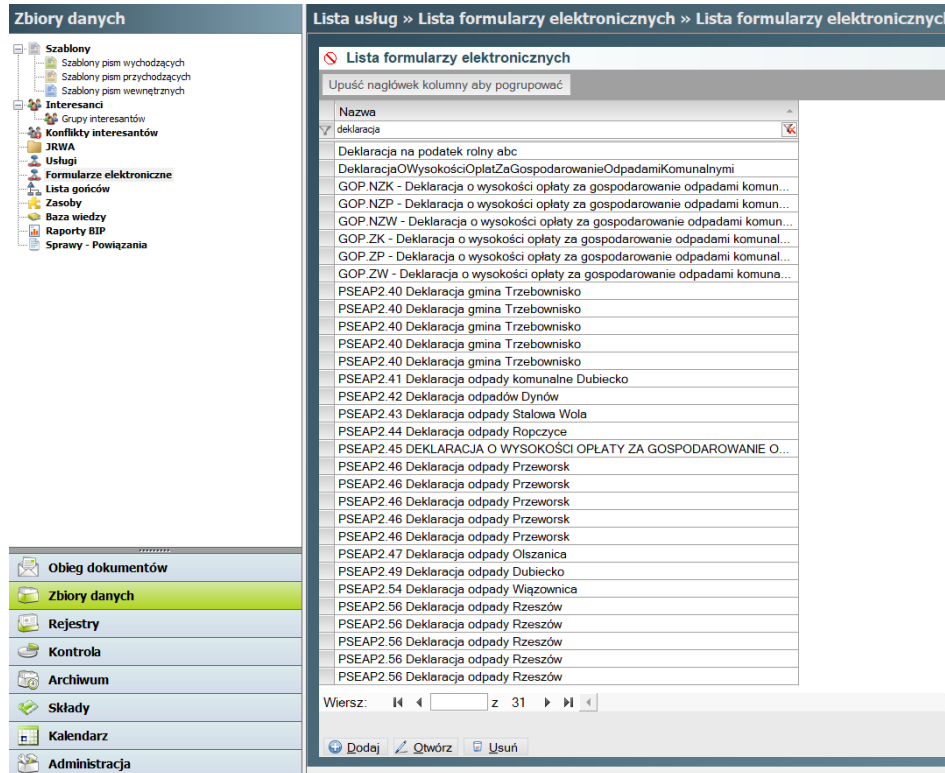 Zbiory danych
Szablony
Szablony pism wychodzących
Szablony pism przychodzących
Szablony pism wewnętrznych
Interesanci
Grupy interesantów
Konflikty interesantów
JRWA
Usługi
Formularze elektroniczne
Lista gońców
Zasoby
Baza wiedzy
Raporty BIP
Sprawy - Powiązania
Obieg dokumentów
Zbiory danych
Rejestry
Kontrola
Archiwum
Składy
Kalendarz
Administracja
Lista usług » Lista formularzy elektronicznych » Lista formularzy elektronicznyc
Lista formularzy elektronicznych
Upuść nagłówek kolumny aby pogrupować
Nazwa
deklaracja
Deklaracja na podatek rolny abc
DeklaracjaOWysokościOplatZaGospodarowanieOdpadamiKomunalnymi
GOP.NZK - Deklaracja o wysokości opłaty za gospodarowanie odpadami komun...
GOP.NZP - Deklaracja o wysokości opłaty za gospodarowanie odpadami komun...
GOP.NZW - Deklaracja o wysokości opłaty za gospodarowanie odpadami komun...
GOP.ZK - Deklaracja o wysokości opłaty za gospodarowanie odpadami komunal...
GOP.ZP - Deklaracja o wysokości opłaty za gospodarowanie odpadami komunal...
GOP.ZW - Deklaracja o wysokości opłaty za gospodarowanie odpadami komuna...
PSEAP2.40 Deklaracja gmina Trzebownisko
PSEAP2.40 Deklaracja gmina Trzebownisko
PSEAP2.40 Deklaracja gmina Trzebownisko
PSEAP2.40 Deklaracja gmina Trzebownisko
PSEAP2.40 Deklaracja gmina Trzebownisko
PSEAP2.41 Deklaracja odpady komunalne Dubiecko
PSEAP2.42 Deklaracja odpadów Dynów
PSEAP2.43 Deklaracja odpady Stalowa Wola
PSEAP2.44 Deklaracja odpady Ropczyce
PSEAP2.45 DEKLARACJA O WYSOKOŚCI OPŁATY ZA GOSPODAROWANIE O...
PSEAP2.46 Deklaracja odpady Przeworsk
PSEAP2.46 Deklaracja odpady Przeworsk
PSEAP2.46 Deklaracja odpady Przeworsk
PSEAP2.46 Deklaracja odpady Przeworsk
PSEAP2.46 Deklaracja odpady Przeworsk
PSEAP2.47 Deklaracja odpady Olszanica
PSEAP2.49 Deklaracja odpady Dubiecko
PSEAP2.54 Deklaracja odpady Wiązownica
PSEAP2.56 Deklaracja odpady Rzeszów
PSEAP2.56 Deklaracja odpady Rzeszów
PSEAP2.56 Deklaracja odpady Rzeszów
PSEAP2.56 Deklaracja odpady Rzeszów
PSEAP2.56 Deklaracja odpady Rzeszów
Wiersz: z 31
Dodaj Otwórz Usuń